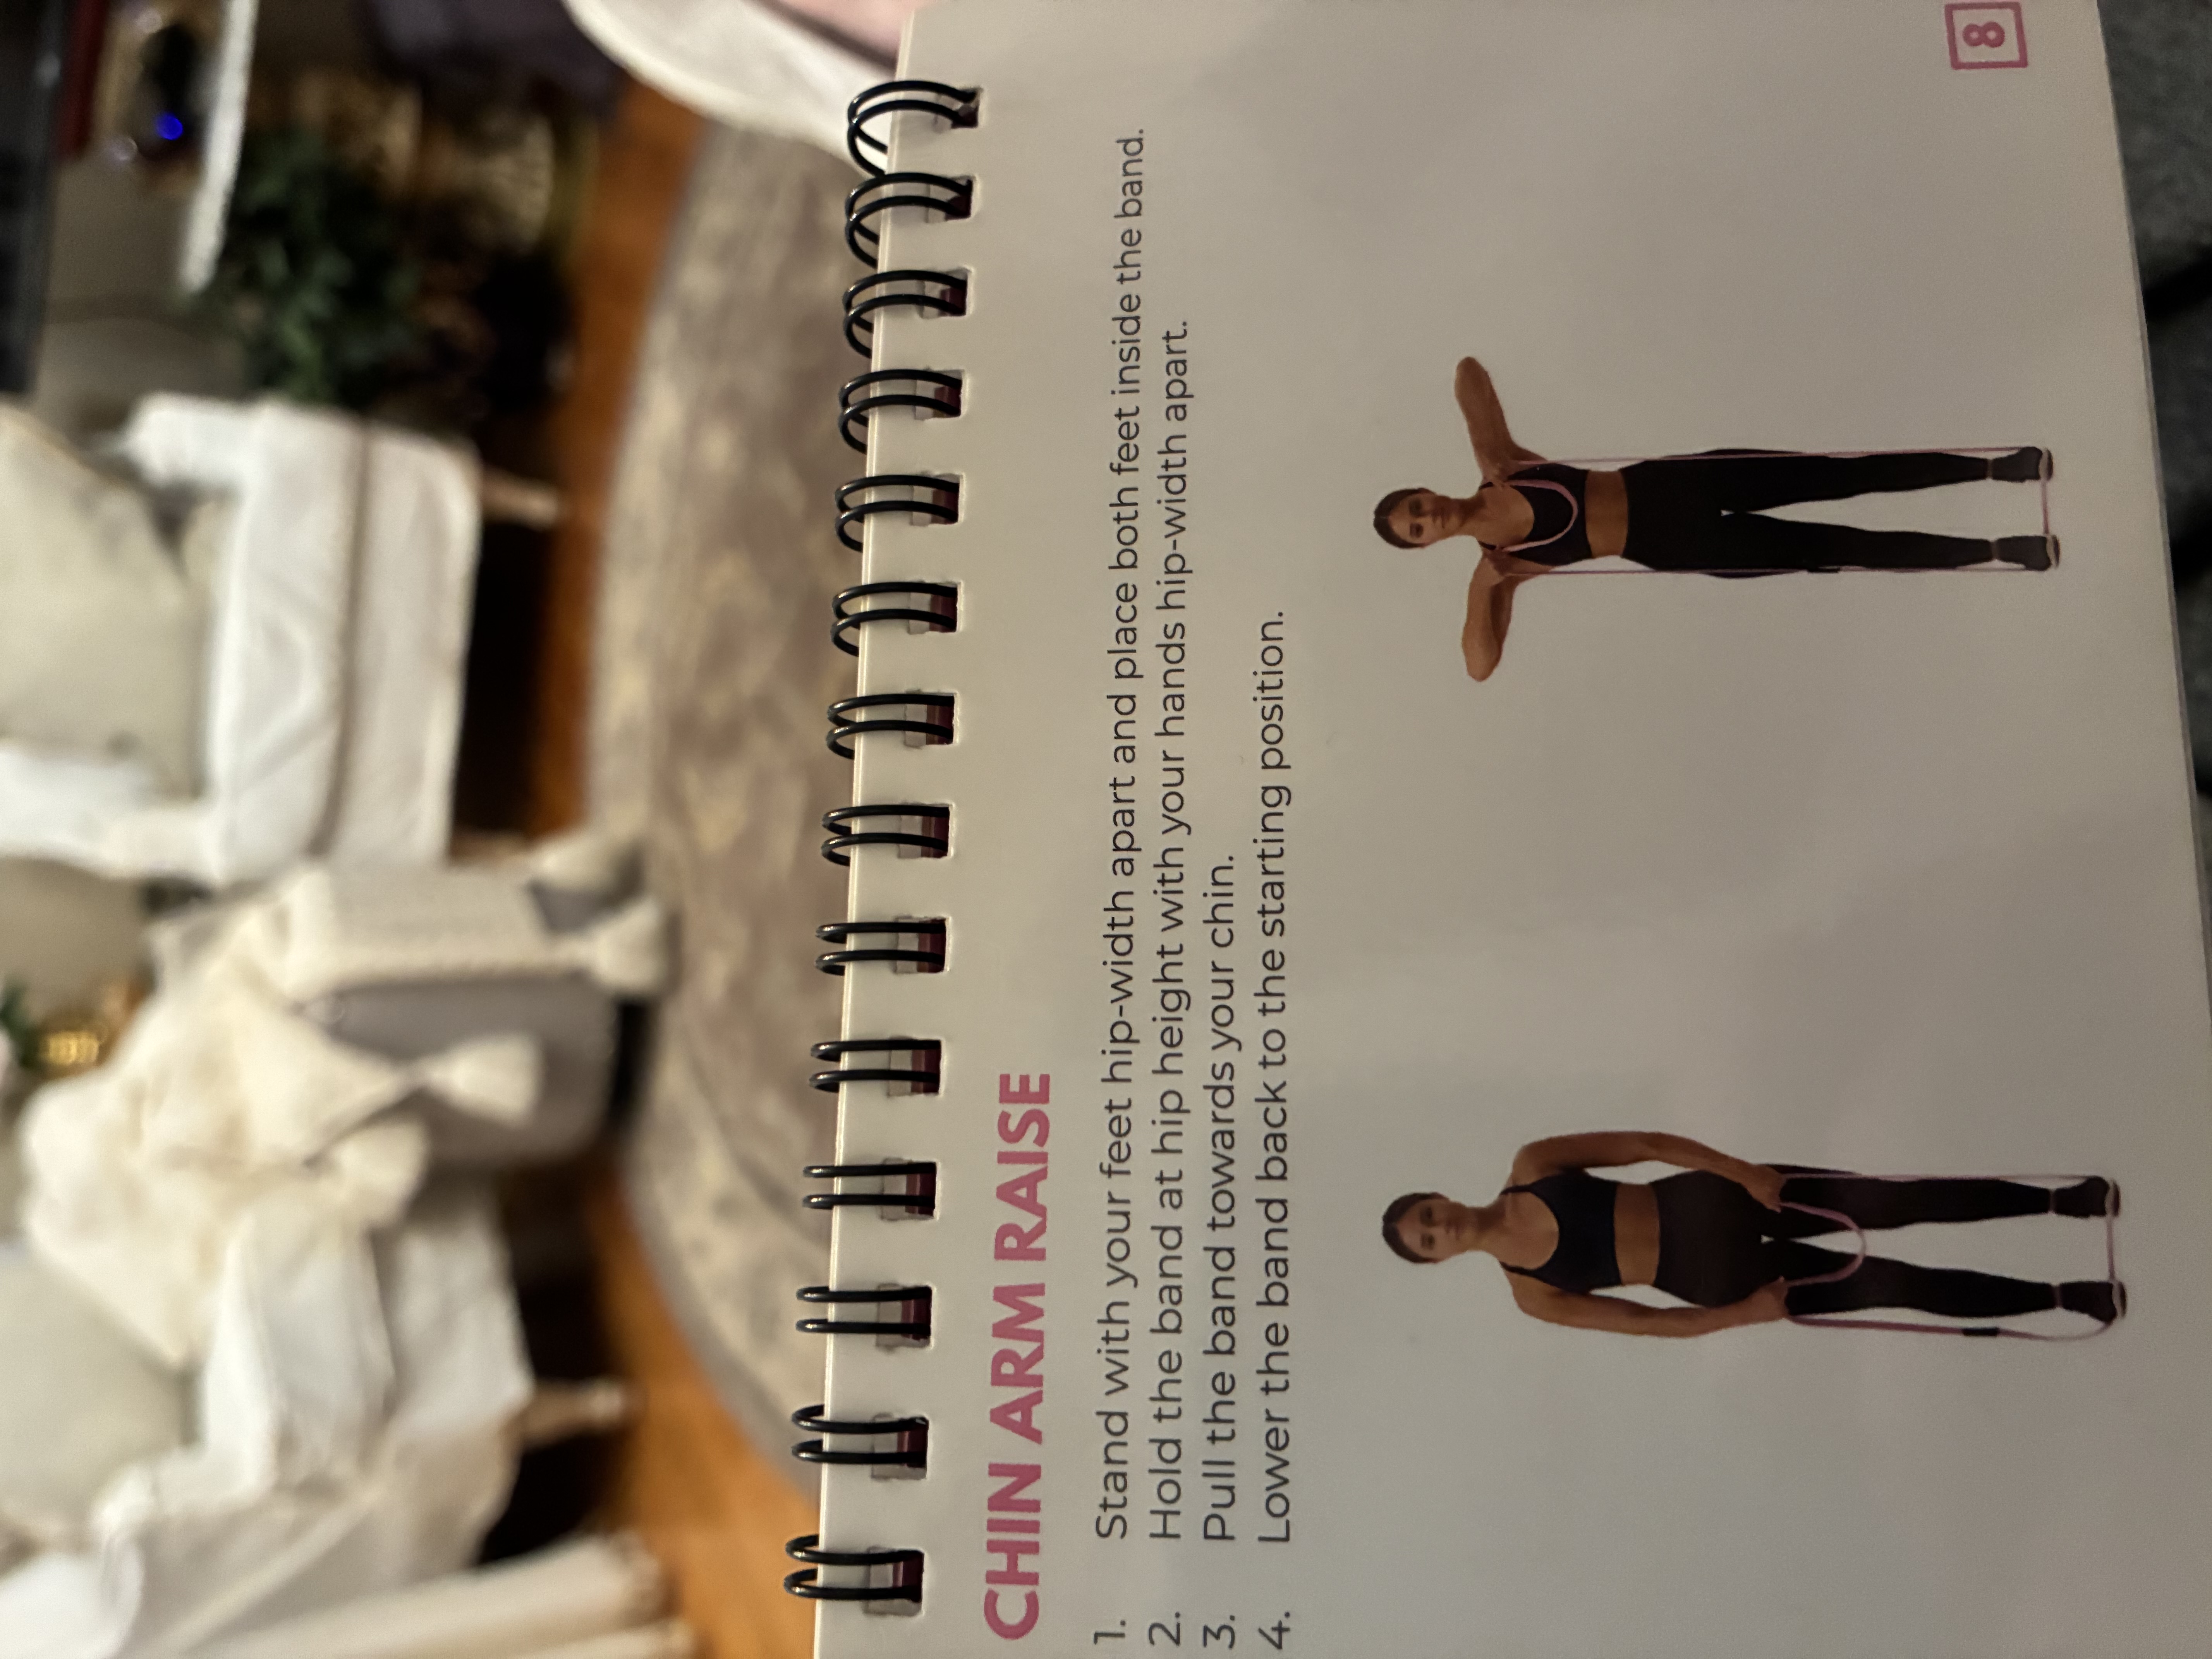 CHIN ARM RAISE
1. Stand with your feet hip-width apart and place both feet inside the band.
2. Hold the band at hip height with your hands hip-width apart.
3. Pull the band towards your chin.
4. Lower the band back to the starting position.
8